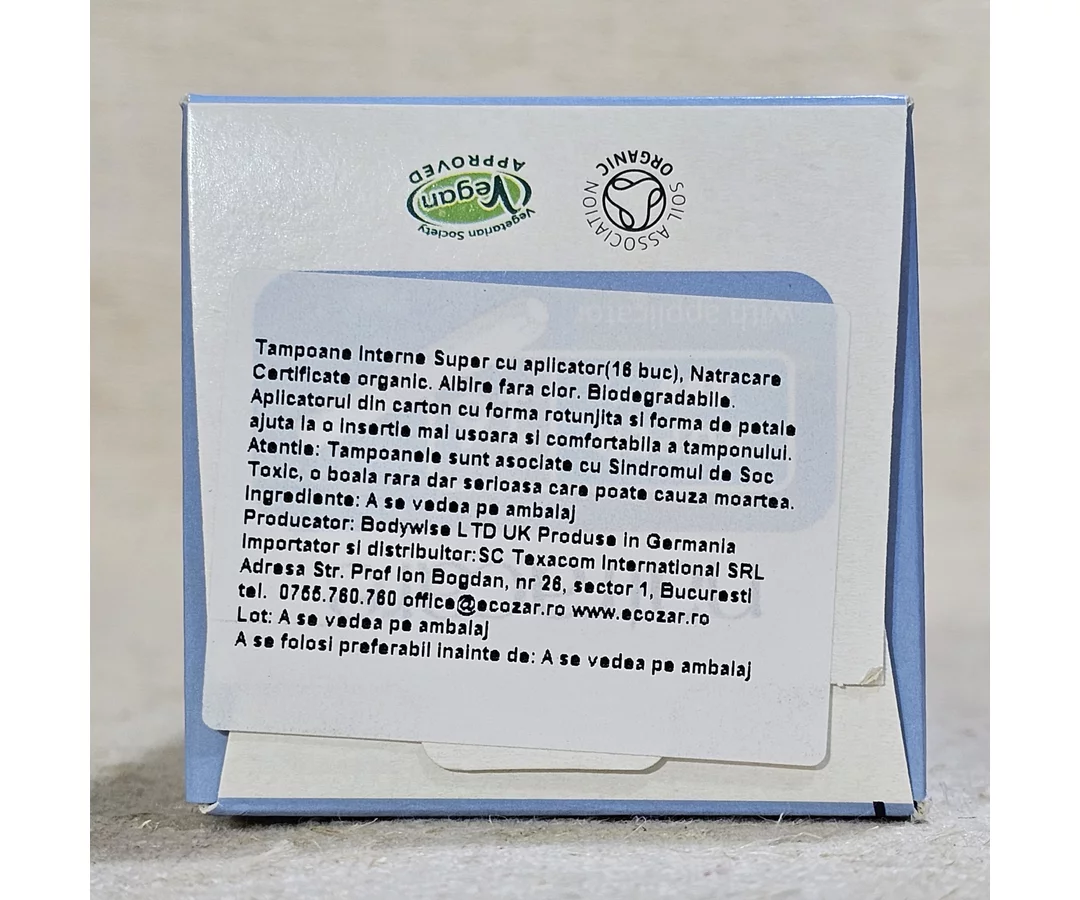 Vegetarian Society
Vegan
APPROVED
SOIL ASSOCIATION
ORGANIC
with applicator
Tampoane Interne Super cu aplicator(16 buc), Natracare
Certificate organic. Albire fara clor. Biodegradabile.
Aplicatorul din carton cu forma rotunjita si forma de petale
ajuta la o insertie mai usoara si comfortabila a tamponului.
Atentie: Tampoanele sunt asociate cu Sindromul de Soc
Toxic, o boala rara dar serioasa care poate cauza moartea.
Ingrediente: A se vedea pe ambalaj
Producator: Bodywise LTD UK Produse in Germania
Importator si distribuitor:SC Texacom International SRL
Adresa Str. Prof Ion Bogdan, nr 26, sector 1, Bucuresti
tel. 0755.760.760 office@ecozar.ro www.ecozar.ro
Lot: A se vedea pe ambalaj
A se folosi preferabil inainte de: A se vedea pe ambalaj